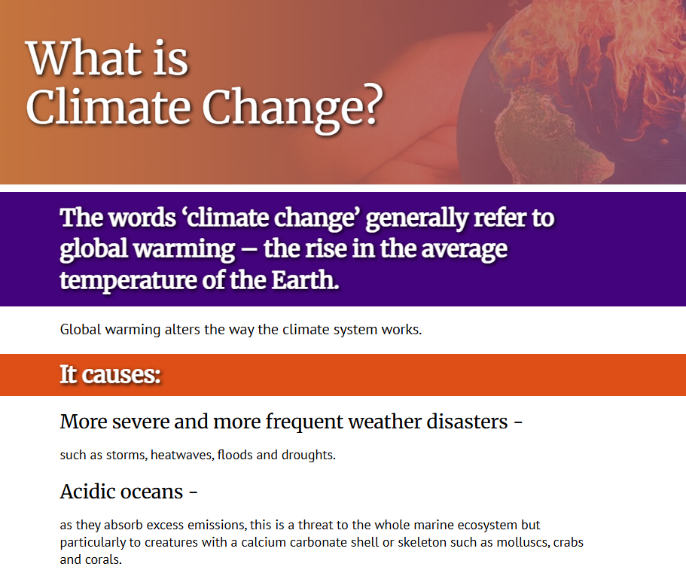 What is
Climate Change?
The words ‘climate change’ generally refer to
global warming – the rise in the average
temperature of the Earth.
Global warming alters the way the climate system works.
It causes:
More severe and more frequent weather disasters -
such as storms, heatwaves, floods and droughts.
Acidic oceans -
as they absorb excess emissions, this is a threat to the whole marine ecosystem but
particularly to creatures with a calcium carbonate shell or skeleton such as molluscs, crabs
and corals.